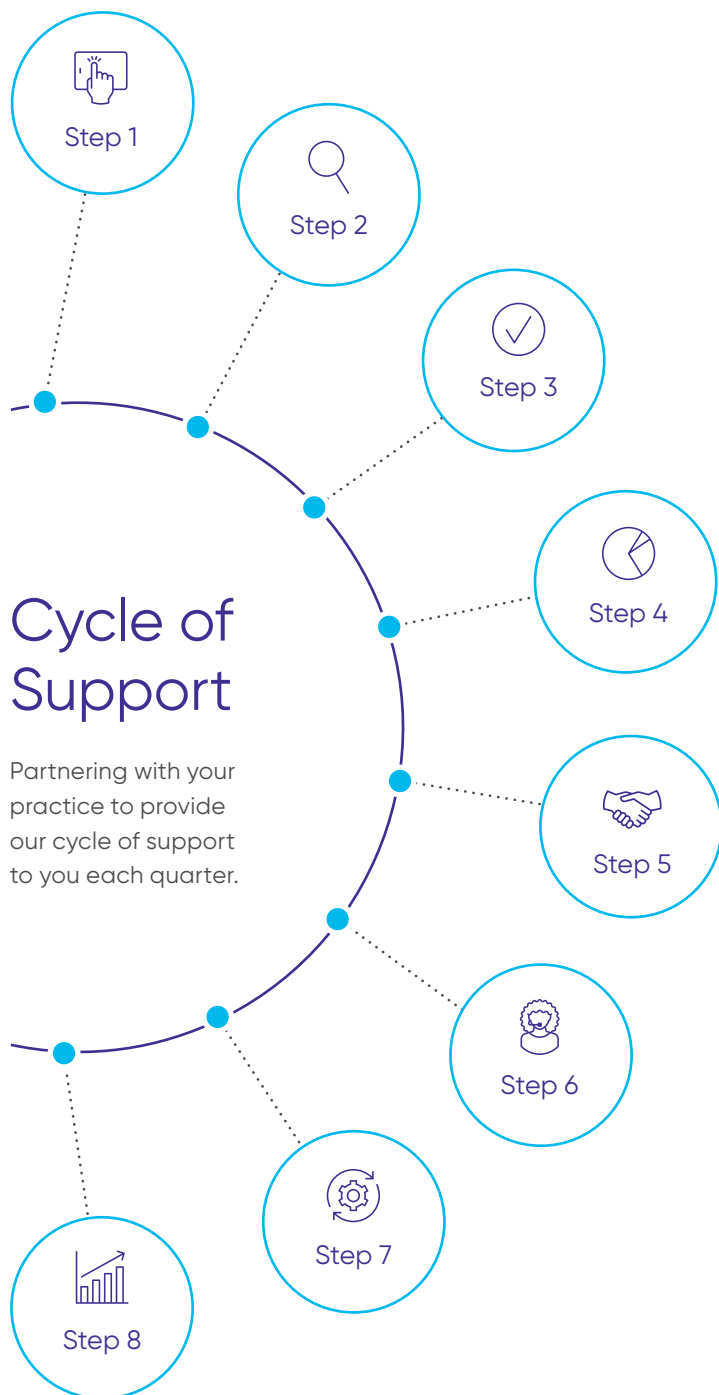 Step 1
Step 2
Step 3
Step 4
Cycle of
Support
Partnering with your
practice to provide
our cycle of support
to you each quarter.
Step 5
Step 6
Step 7
Step 8